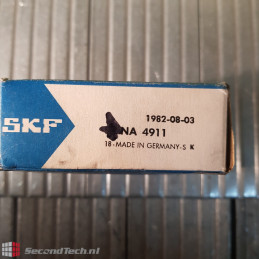 SKF
1982-08-03
NA 4911
18-MADE IN GERMANY-S K
SecondTech.nl